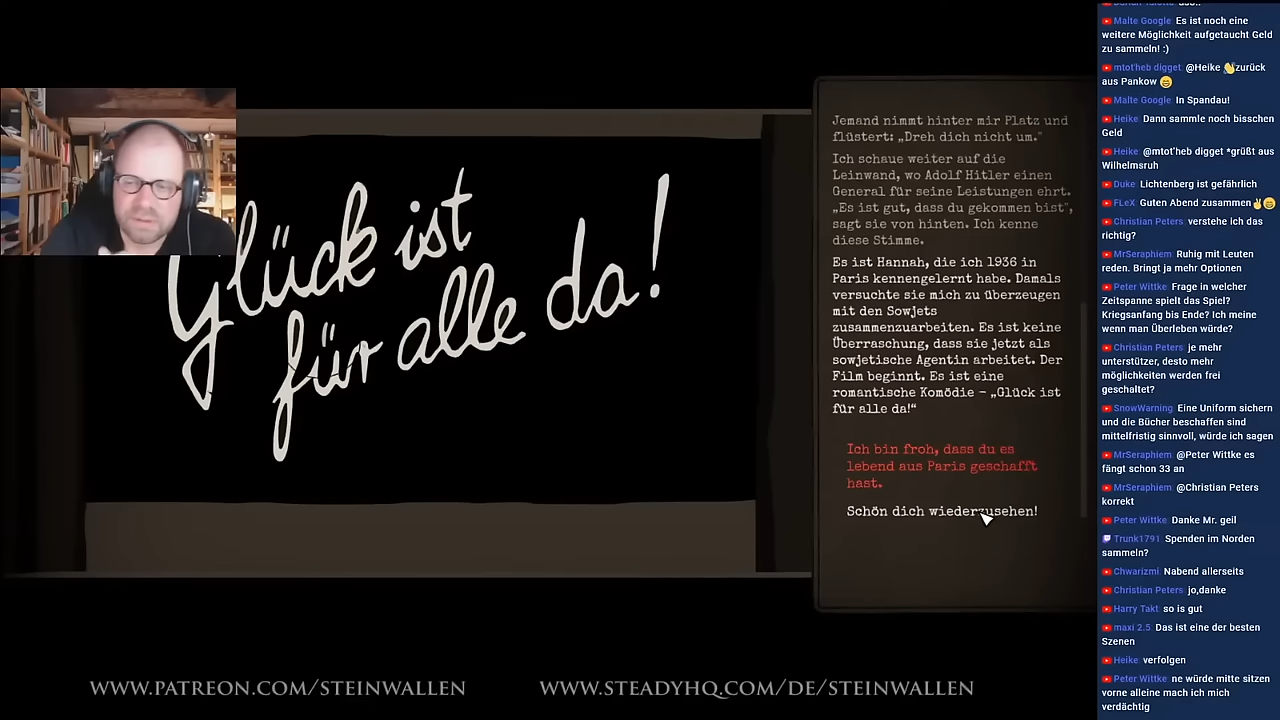 Glück ist
für alle da!
Jemand nimmt hinter mir Platz und
flüstert: „Dreh dich nicht um."
Ich schaue weiter auf die
Leinwand, wo Adolf Hitler einen
General für seine Leistungen ehrt.
„Es ist gut, dass du gekommen bist",
sagt sie von hinten. Ich kenne
diese Stimme.
Es ist Hannah, die ich 1936 in
Paris kennengelernt habe. Damals
versuchte sie mich zu überzeugen
mit den Sowjets
zusammenzuarbeiten. Es ist keine
Überraschung, dass sie jetzt als
sowjetische Agentin arbeitet. Der
Film beginnt. Es ist eine
romantische Komödie – „Glück ist
für alle da!“
Ich bin froh, dass du es
lebend aus Paris geschafft
hast.
Schön dich wiederzusehen!
WWW.PATREON.COM/STEINWALLEN
WWW.STEADYHQ.COM/DE/STEINWALLEN
Malte Google Es ist noch eine
weitere Möglichkeit aufgetaucht Geld
zu sammeln! :)
mtot'heb digget @Heike 👋zurück
aus Pankow 😄
Malte Google In Spandau!
Heike Dann sammle noch bisschen
Geld
Heike @mtot'heb digget *grüßt aus
Wilhelmsruh
Duke Lichtenberg ist gefährlich
FLeX Guten Abend zusammen✌😄
Christian Peters verstehe ich das
richtig?
MrSeraphiem Ruhig mit Leuten
reden. Bringt ja mehr Optionen
Peter Wittke Frage in welcher
Zeitspanne spielt das Spiel?
Kriegsanfang bis Ende? Ich meine
wenn man Überleben würde?
Christian Peters je mehr
unterstützer, desto mehr
möglichkeiten werden frei
geschaltet?
SnowWarning Eine Uniform sichern
und die Bücher beschaffen sind
mittelfristig sinnvoll, würde ich sagen
MrSeraphiem @Peter Wittke es
fängt schon 33 an
MrSeraphiem @Christian Peters
korrekt
Peter Wittke Danke Mr. geil
Trunk1791 Spenden im Norden
sammeln?
Chwarizmi Nabend allerseits
Christian Peters jo,danke
Harry Takt so is gut
maxi 2.5 Das ist eine der besten
Szenen
Heike verfolgen
Peter Wittke ne würde mitte sitzen
vorne alleine mach ich mich
verdächtig